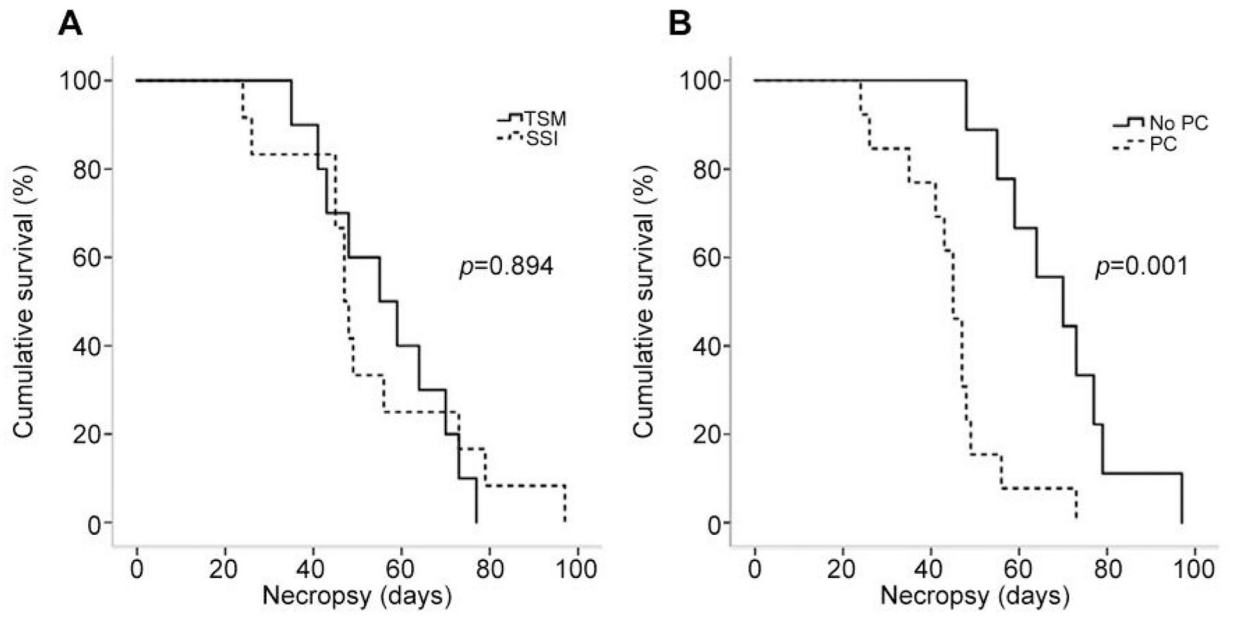 A
Cumulative survival (%)
100
80
60
40
20
0
TSM
SSI
p=0.894
0 20 40 60 80 100
Necropsy (days)
B
Cumulative survival (%)
100
80
60
40
20
0
No PC
PC
p=0.001
0 20 40 60 80 100
Necropsy (days)